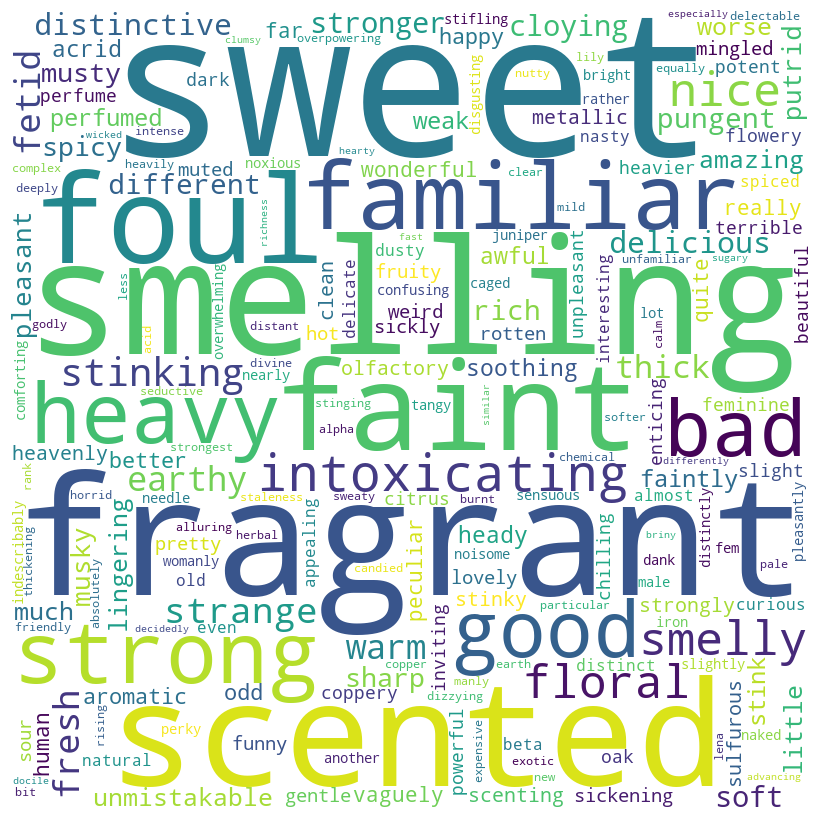 distinctive
far
stronger
stifling
happy
cloying
especially
delectable
worse
clumsy
overpowering
sweet
lily
mingled
acrid
musty
perfume
fetid
dark
nutty
bright
equally
potent
putrid
nice
disgusting
perfumed
weak
metallic
rather
nasty
pungent
flowery
wicked
intense
hearty
spicy
complex
heavily
muted
noxious
wonderful
clear
heavier
amazing
deeply
different
familiar
mild
spiced
really
terrible
foul
richness
juniper
delicious
pleasant
less
fast
dusty
awful
unfamiliar
sugary
beautiful
overwhelming
clean
fruity
caged
unpleasant
interesting
quite
smelling
confusing
delicate
weird
rich
lot
calm
godly
distant
sickly
rotten
acid
hot
comforting
stinking
divine
nearly
olfactory
soothing
thick
seductive
stinging
tangy
similar
enticing
feminine
heavy
faint
softer
bad
alpha
heavenly
better
strongest
chemical
differently
slight
rank
earthy
intoxicating
faintly
horrid
needle
staleness
sweaty
citrus
burnt
sensuous
almost
pleasantly
indescribably
thickening
musky
lingering
fragrant
appealing
peculiar
briny
distinctly
alluring
herbal
heady
chilling
dank
pretty
womanly
noisome
fem
pale
absolutely
old
candied
lovely
male
much
strange
stinky
particular
strongly
curious
friendly
decidedly
even
inviting
good
iron
smelly
strong
warm
copper
earth
distinct
slightly
sharp
manly
floral
stink
fresh
aromatic
odd
coppery
dizzying
naked
little
sour
human
rising
scented
perky
funny
powerful
expensive
beta
oak
lena
sulfurous
natural
another
exotic
docile
bit
new
advancing
unmistakable
gentle
vaguely
scenting
sickening
soft